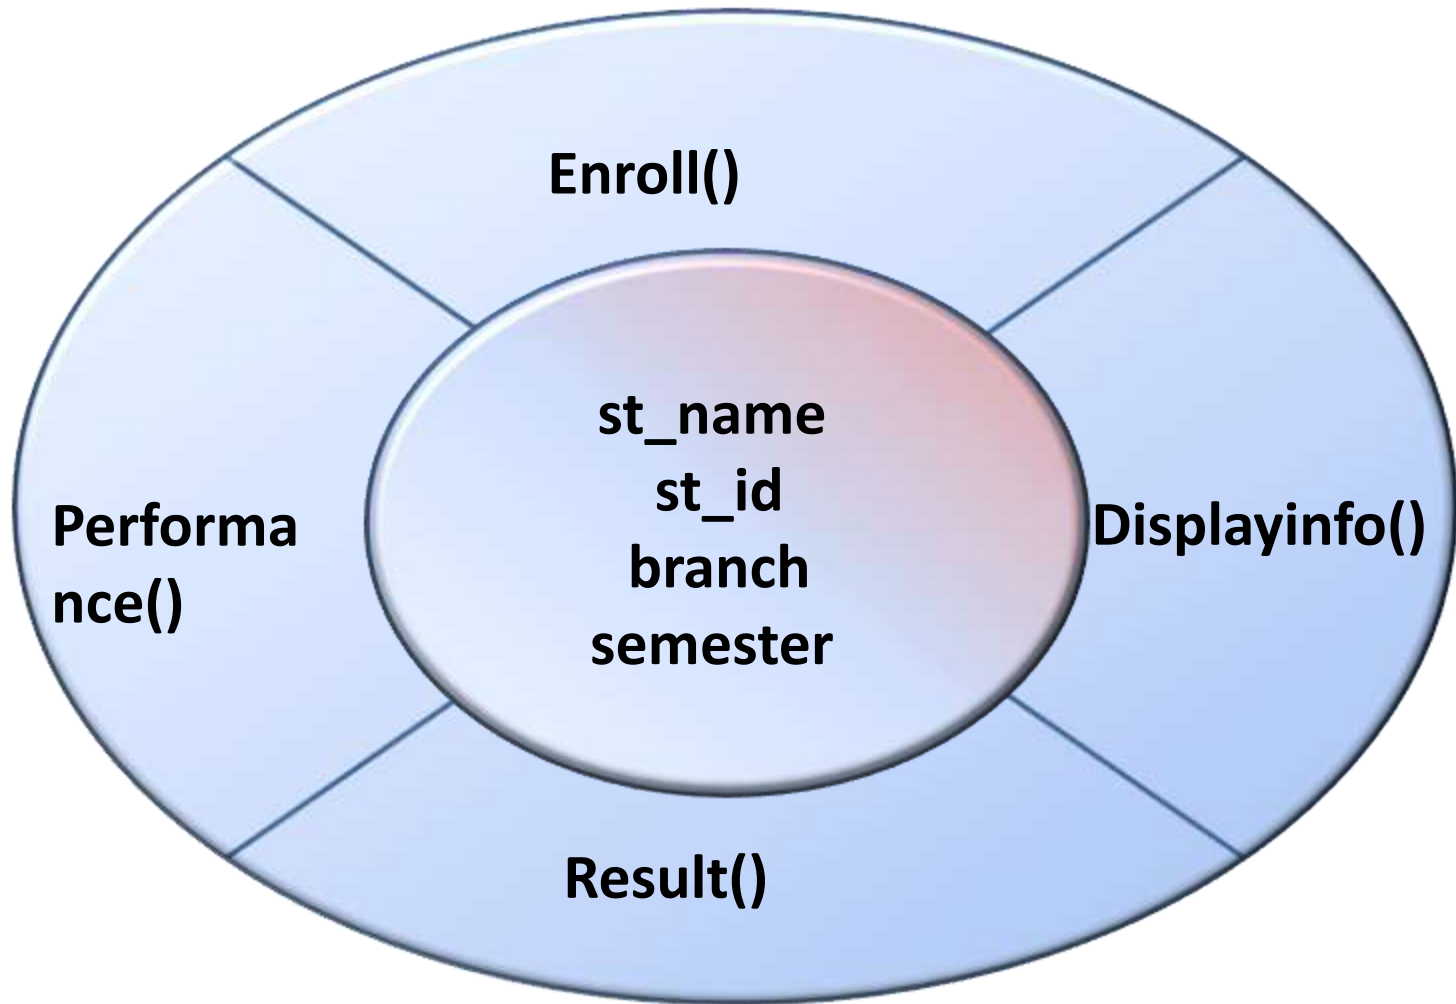 Enroll()
st_name
st_id
branch
semester
Performa
nce()
Displayinfo()
Result()